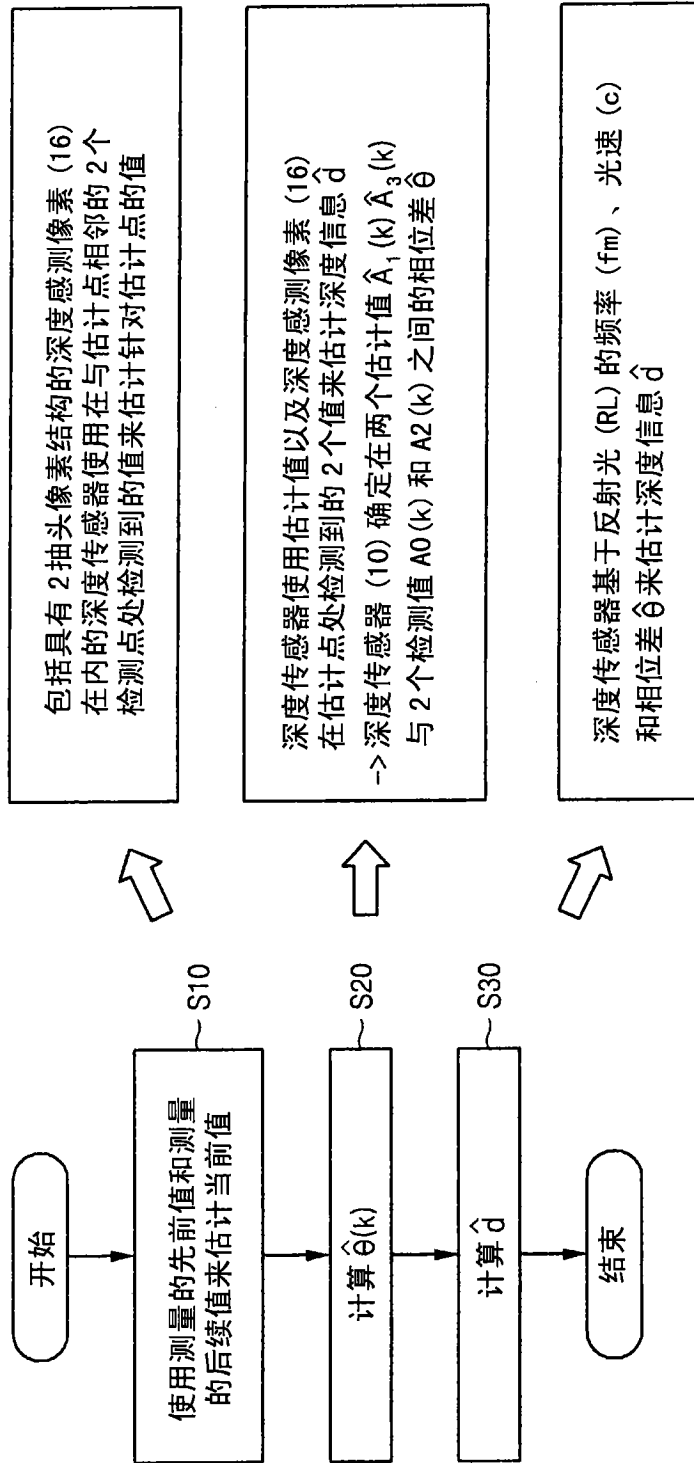 开始
使用测量的先前值和测量
的后续值来估计当前值
S10
计算 θ̂(k)
S20
计算 d̂
S30
结束
包括具有 2 抽头像素结构的深度感测像素 (16)
在内的深度传感器使用在与估计点相邻的 2 个
检测点处检测到的值来估计针对估计点的值
深度传感器使用估计值以及深度感测像素 (16)
在估计点处检测到的 2 个值来估计深度信息 d̂
->深度传感器 (10) 确定在两个估计值 Â₁(k) Â₃(k)
与 2 个检测值 A0(k) 和 A2(k) 之间的相位差 θ̂
深度传感器基于反射光 (RL) 的频率 (fm)、光速 (c)
和相位差 θ̂ 来估计深度信息 d̂